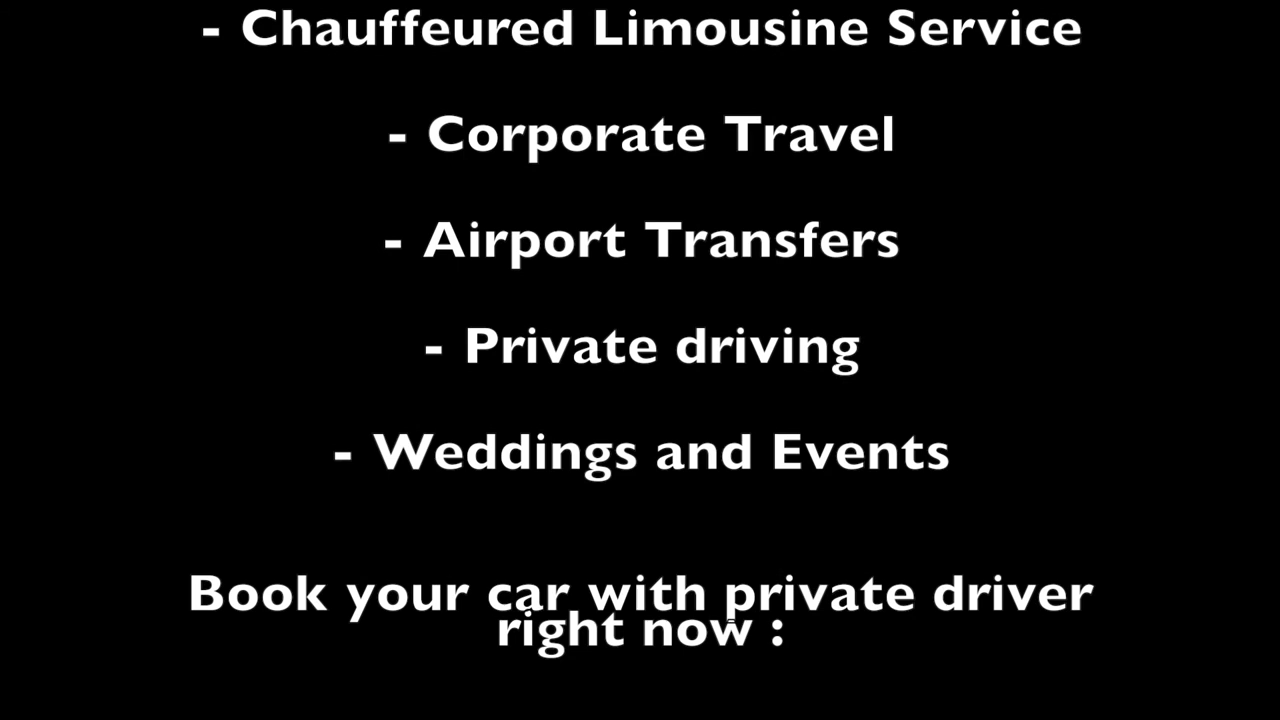 - Chauffeured Limousine Service
- Corporate Travel
- Airport Transfers
- Private driving
- Weddings and Events
Book your car with private driver
right now :